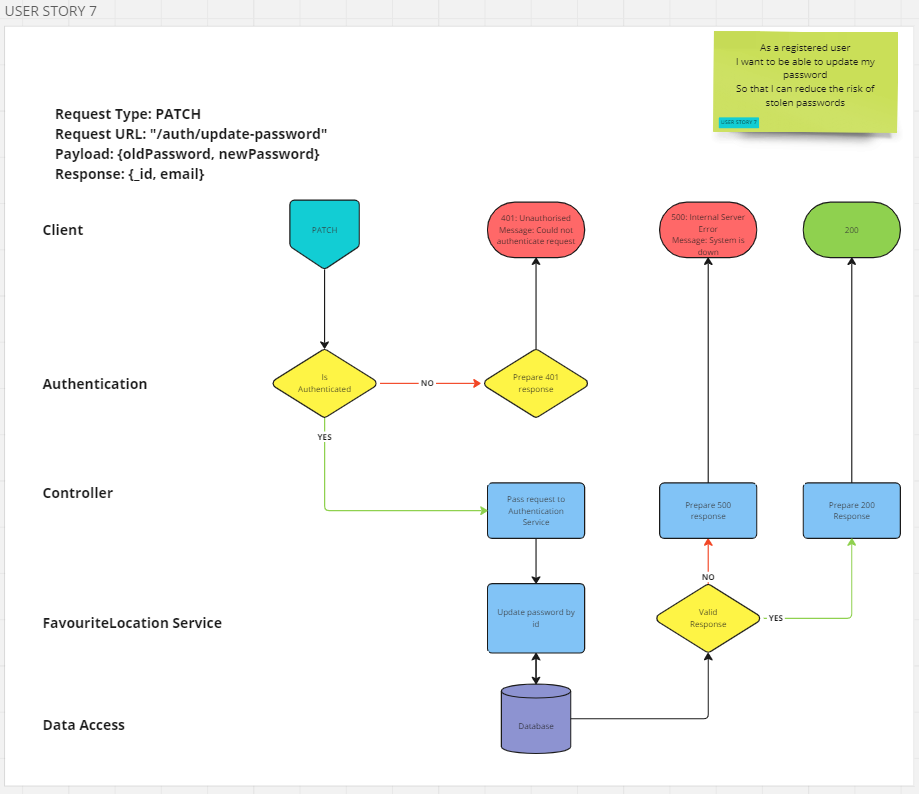 USER STORY 7
As a registered user
I want to be able to update my
password
So that I can reduce the risk of
stolen passwords
USER STORY 7
Request Type: PATCH
Request URL: "/auth/update-password"
Payload: {oldPassword, newPassword}
Response: {_id, email}
Client
PATCH
401: Unauthorised
Message: Could not
authenticate request
500: Internal Server
Error
Message: System is
down
200
Authentication
Is
Authenticated
NO
Prepare 401
response
YES
Controller
Pass request to
Authentication
Service
Prepare 500
response
Prepare 200
Response
NO
FavouriteLocation Service
Update password by
id
Valid
Response
YES
Data Access
Database